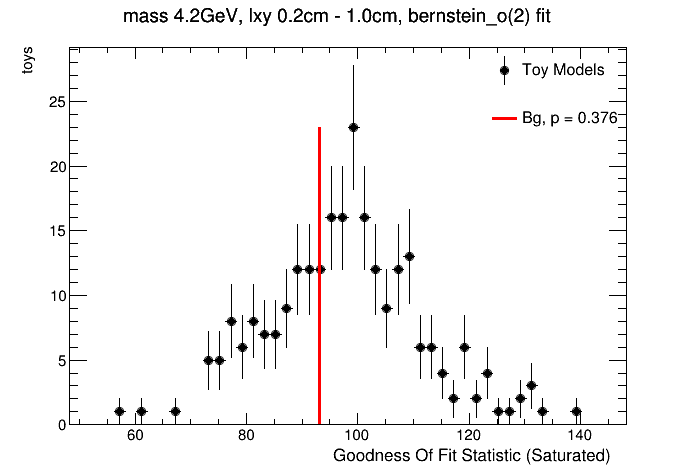 mass 4.2GeV, lxy 0.2cm - 1.0cm, bernstein_o(2) fit
toys
Toy Models
Bg, p = 0.376
25
20
15
10
5
0
60 80 100 120 140
Goodness Of Fit Statistic (Saturated)